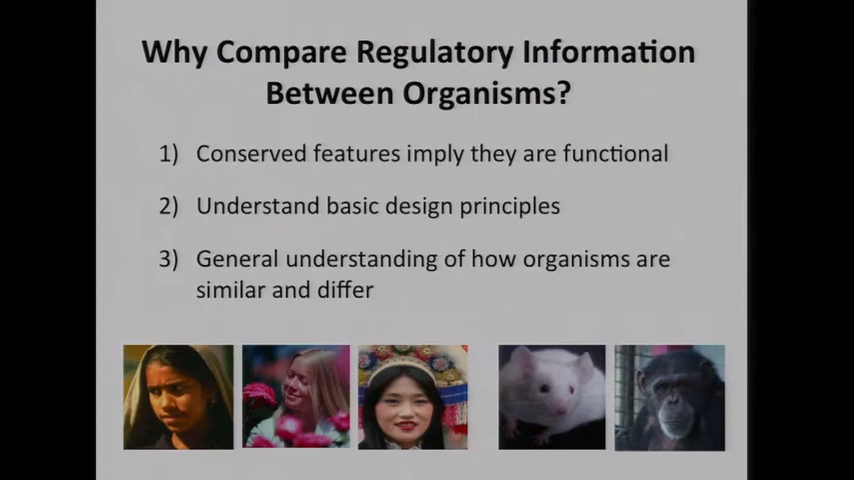 Why Compare Regulatory Information
Between Organisms?
1) Conserved features imply they are functional
2) Understand basic design principles
3) General understanding of how organisms are
similar and differ